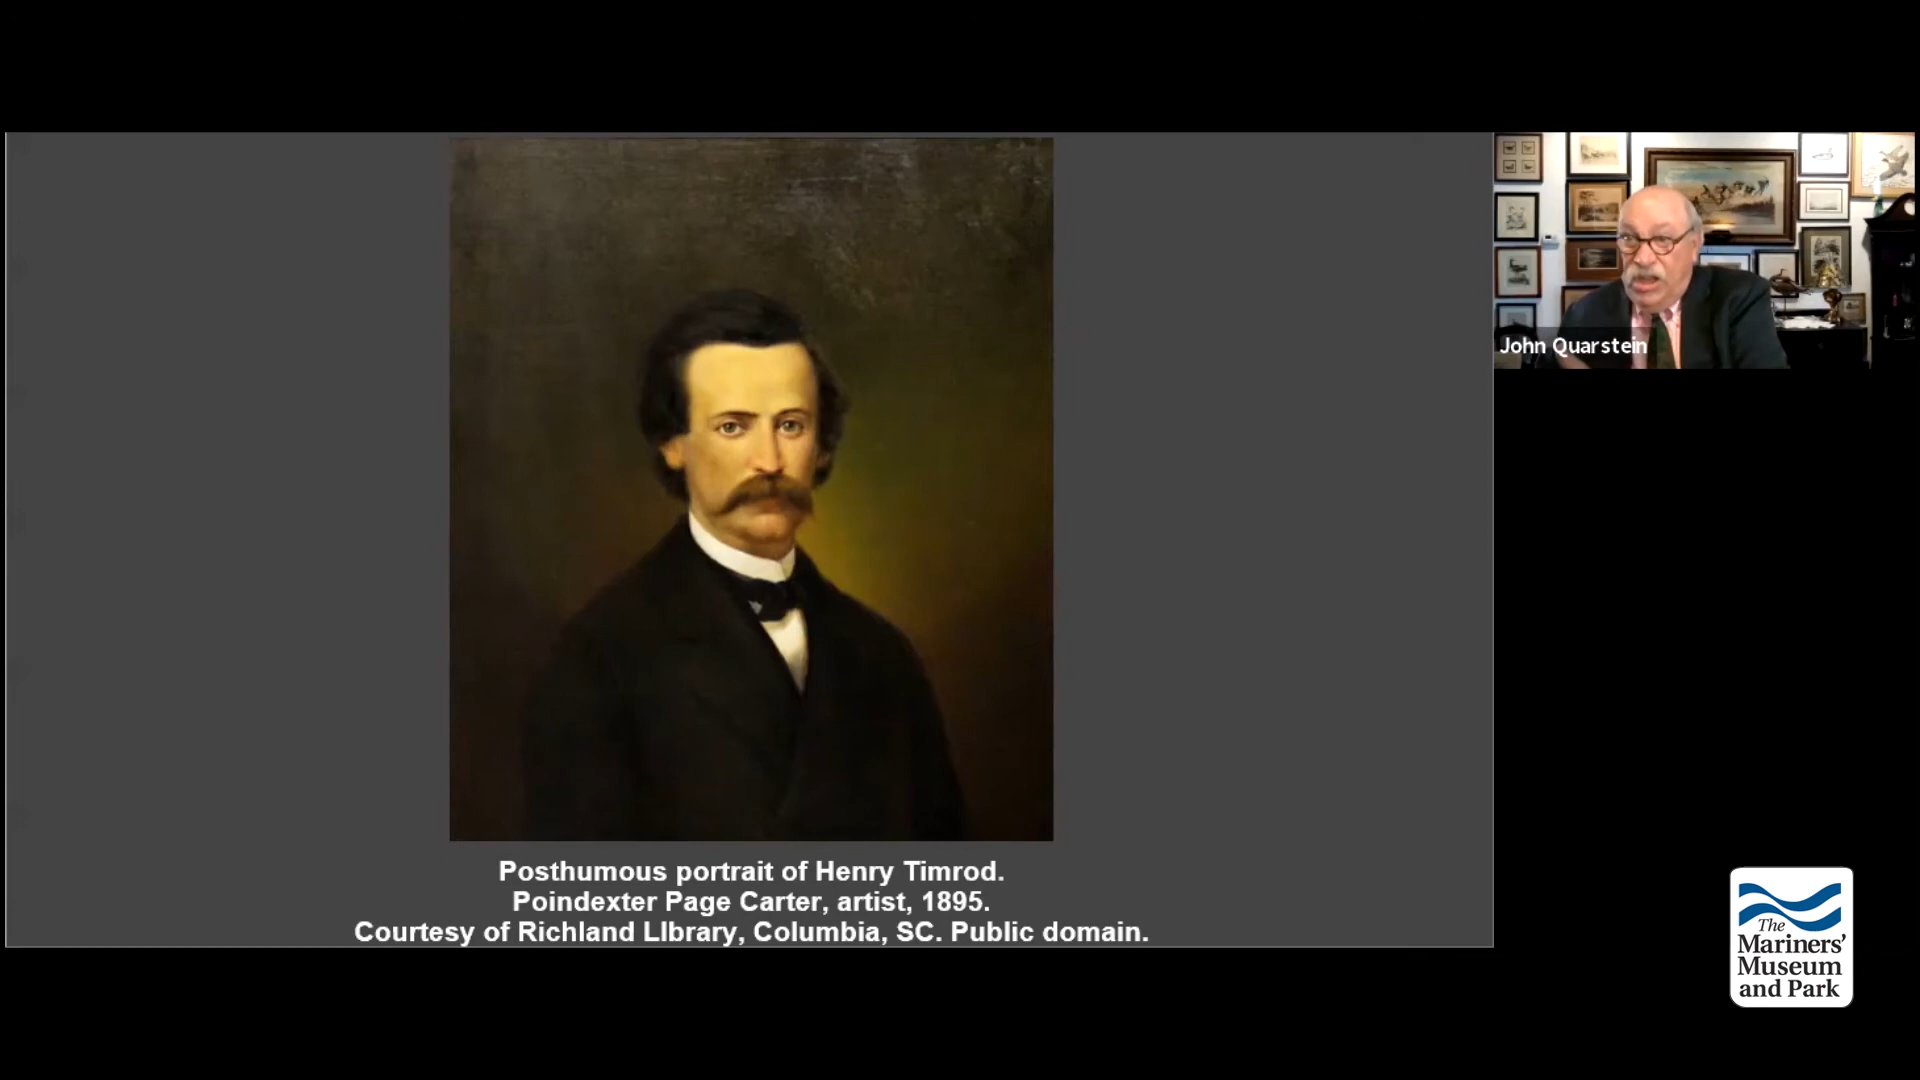 John Quarstein
Posthumous portrait of Henry Timrod.
Poindexter Page Carter, artist, 1895.
Courtesy of Richland LIbrary, Columbia, SC. Public domain.
The
Mariners'
Museum
and Park